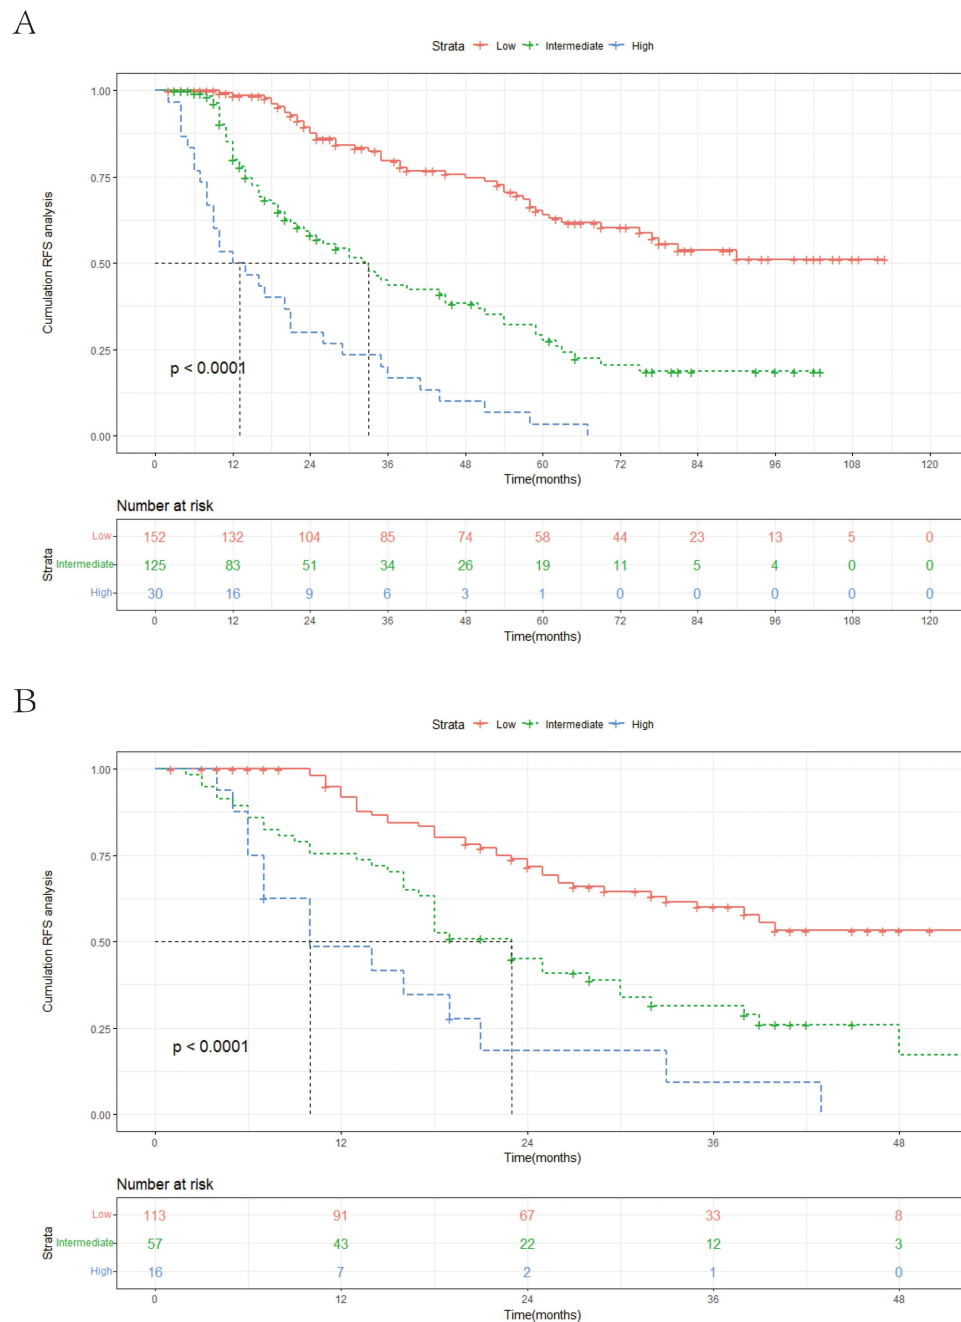 A
Strata Low Intermediate High
1.00
0.75
0.50
0.25
0.00
Cumulation RFS analysis
p < 0.0001
0 12 24 36 48 60 72 84 96 108 120
Time(months)
Number at risk
Strata
Low 152 132 104 85 74 58 44 23 13 5 0
Intermediate 125 83 51 34 26 19 11 5 4 0 0
High 30 16 9 6 3 1 0 0 0 0 0
0 12 24 36 48 60 72 84 96 108 120
Time(months)
B
Strata Low Intermediate High
1.00
0.75
0.50
0.25
0.00
Cumulation RFS analysis
p < 0.0001
0 12 24 36 48
Time(months)
Number at risk
Strata
Low 113 91 67 33 8
Intermediate 57 43 22 12 3
High 16 7 2 1 0
0 12 24 36 48
Time(months)